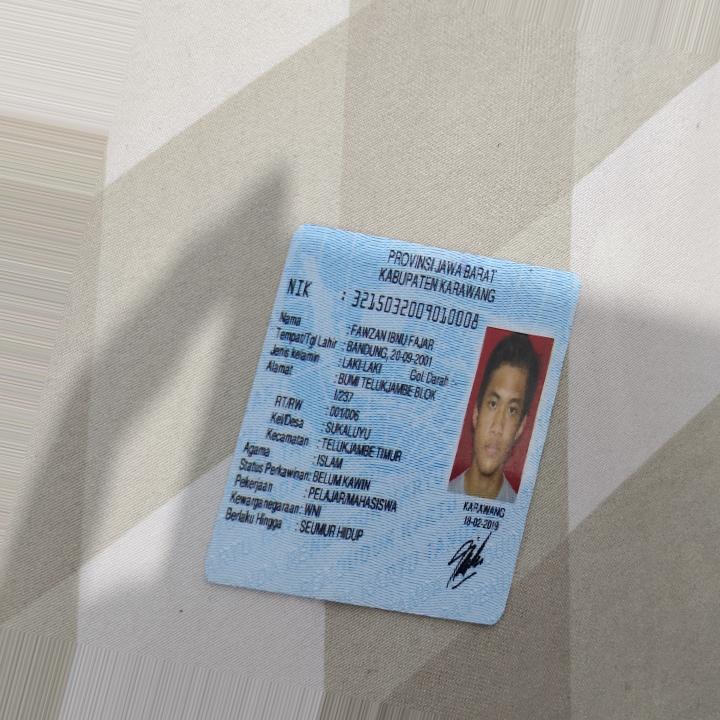 PROVINSI JAWA BARAT
KABUPATEN KARAWANG
NIK : 3215032009010008
Nama : FAWZAN IBNU FAJAR
Tempat/Tgl Lahir : BANDUNG, 20-09-2001
Jenis kelamin : LAKI-LAKI Gol. Darah :-
Alamat : BUMI TELUKJAMBE BLOK
I/237
RT/RW : 001/006
Kel/Desa : SUKALUYU
Kecamatan : TELUKJAMBE TIMUR
Agama : ISLAM
Status Perkawinan: BELUM KAWIN
Pekerjaan : PELAJAR/MAHASISWA
Kewarganegaraan: WNI
Berlaku Hingga : SEUMUR HIDUP
KARAWANG
18-02-2019